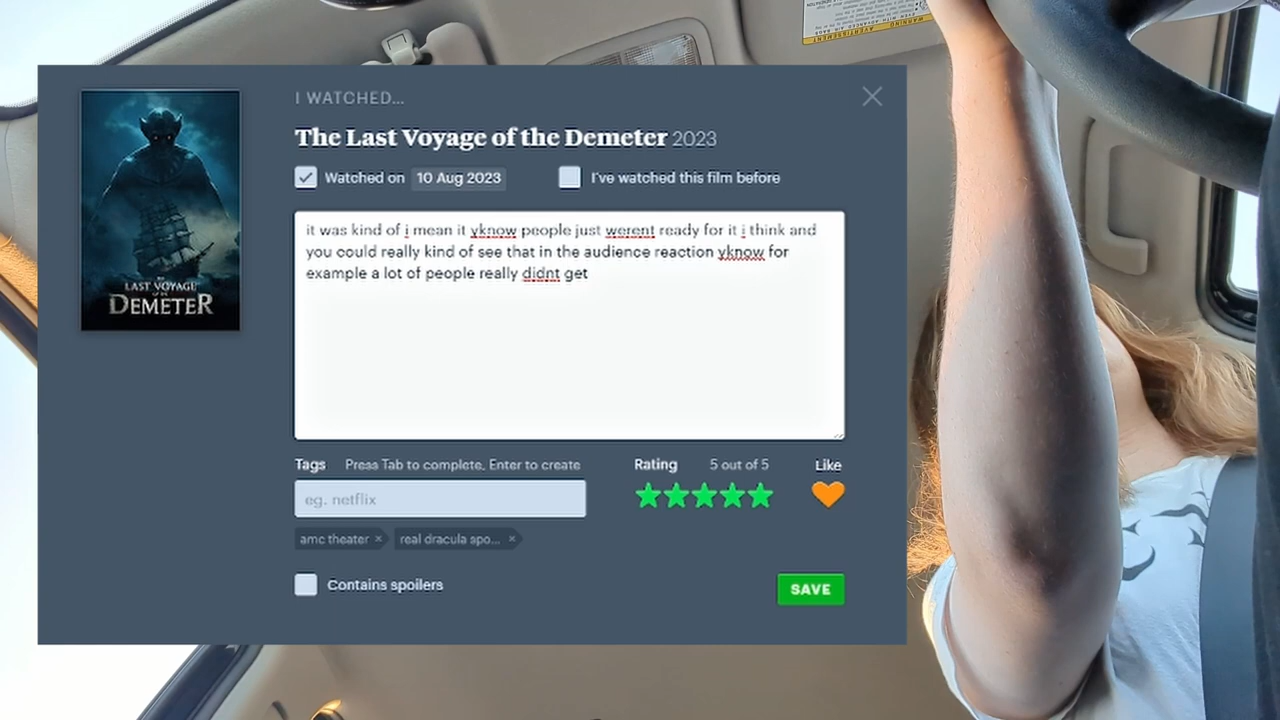 I WATCHED...
The Last Voyage of the Demeter 2023
Watched on 10 Aug 2023
I've watched this film before
it was kind of i mean it yknow people just werent ready for it i think and
you could really kind of see that in the audience reaction yknow for
example a lot of people really didnt get
LAST VOYAGE
DEMETER
Tags Press Tab to complete, Enter to create
Rating 5 out of 5
Like
eg. netflix
amc theater ×
real dracula spo... ×
Contains spoilers
SAVE
WARNING
AVERTISSEMENT